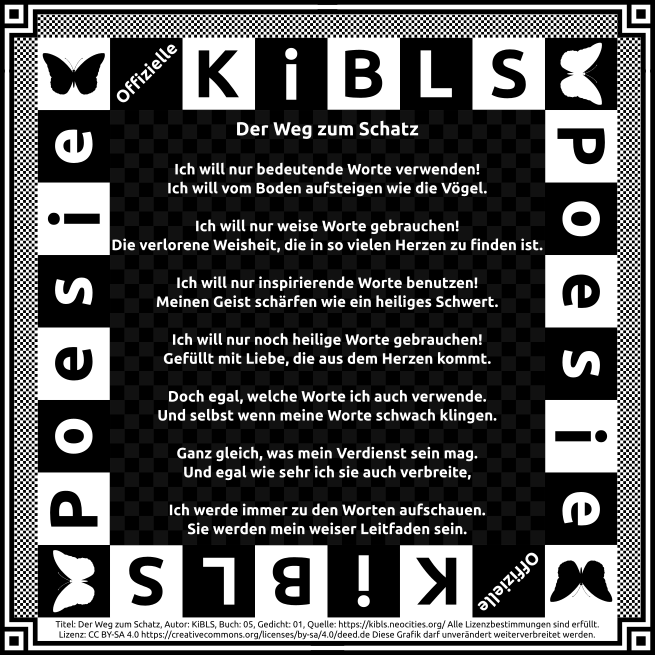 Offizielle KiBLS
Poesie
Poesie
Der Weg zum Schatz
Ich will nur bedeutende Worte verwenden!
Ich will vom Boden aufsteigen wie die Vögel.
Ich will nur weise Worte gebrauchen!
Die verlorene Weisheit, die in so vielen Herzen zu finden ist.
Ich will nur inspirierende Worte benutzen!
Meinen Geist schärfen wie ein heiliges Schwert.
Ich will nur noch heilige Worte gebrauchen!
Gefüllt mit Liebe, die aus dem Herzen kommt.
Doch egal, welche Worte ich auch verwende.
Und selbst wenn meine Worte schwach klingen.
Ganz gleich, was mein Verdienst sein mag.
Und egal wie sehr ich sie auch verbreite,
Ich werde immer zu den Worten aufschauen.
Sie werden mein weiser Leitfaden sein.
Offizielle KiBLS
Titel: Der Weg zum Schatz, Autor: KiBLS, Buch: 05, Gedicht: 01, Quelle: https://kibls.neocities.org/ Alle Lizenzbestimmungen sind erfüllt.
Lizenz: CC BY-SA 4.0 https://creativecommons.org/licenses/by-sa/4.0/deed.de Diese Grafik darf unverändert weiterverbreitet werden.